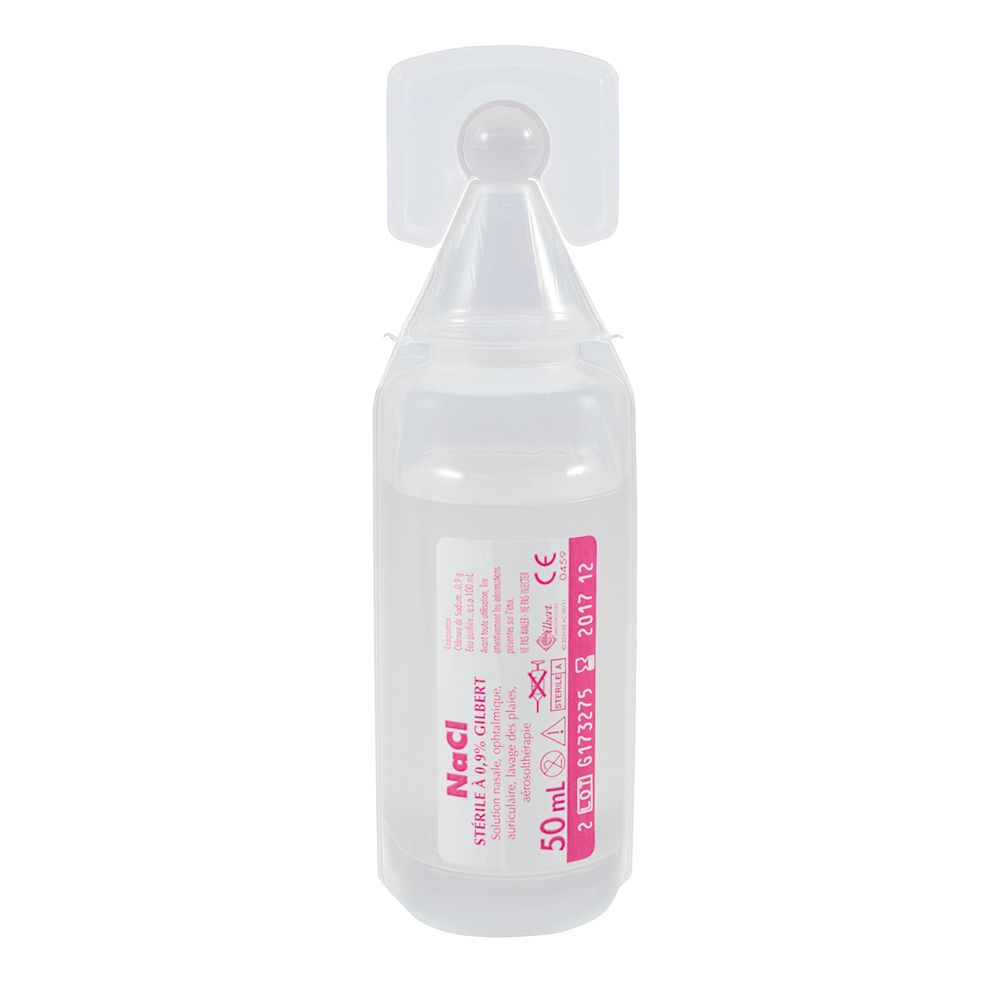 NaCl
STÉRILE À 0,9% GILBERT
Solution nasale, ophtalmique,
auriculaire, lavage des plaies,
aérosolthérapie
50 mL
STERILE A
2 LOT G173275 2017 12
Composition :
Chlorure de Sodium...0,9 g
Eau purifiée...q.s.p.100 mL
Avant toute utilisation, lire
attentivement les informations
présentes sur l'étui.
NE PAS AVALER - NE PAS INJECTER
Gilbert
CE
0459